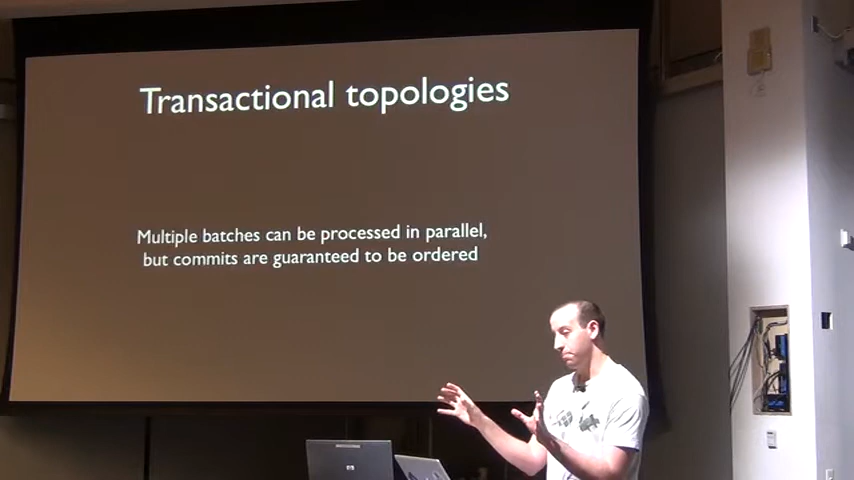 Transactional topologies
Multiple batches can be processed in parallel,
but commits are guaranteed to be ordered